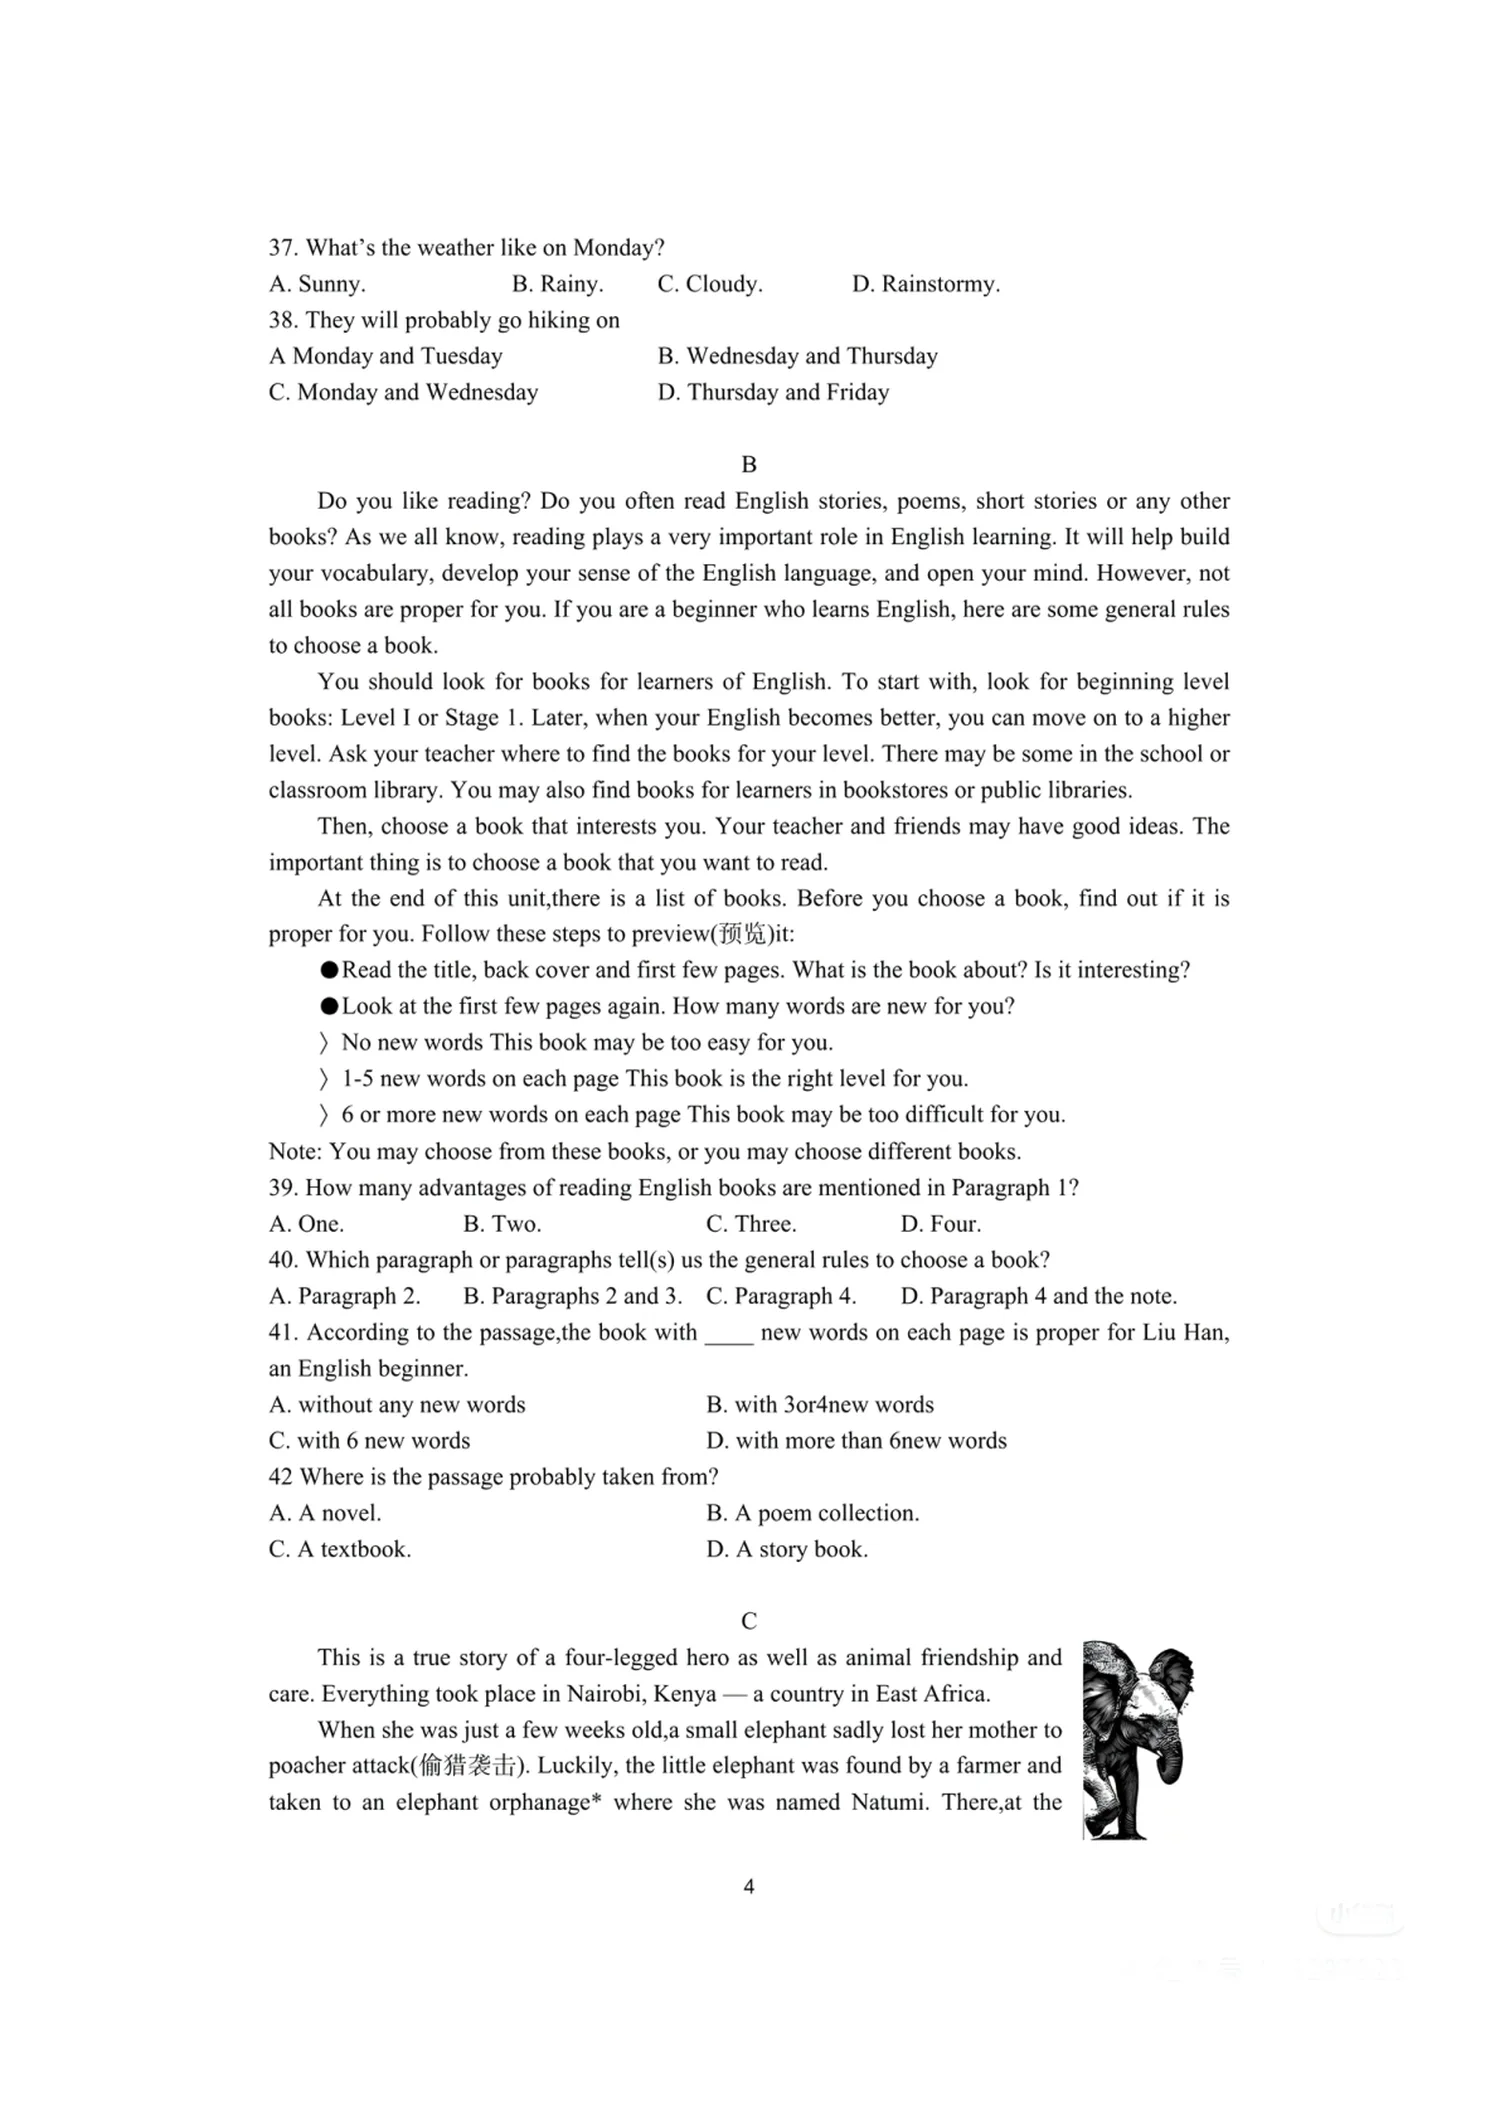 37. What’s the weather like on Monday?
A. Sunny. B. Rainy. C. Cloudy. D. Rainstormy.
38. They will probably go hiking on
A Monday and Tuesday B. Wednesday and Thursday
C. Monday and Wednesday D. Thursday and Friday
B
Do you like reading? Do you often read English stories, poems, short stories or any other
books? As we all know, reading plays a very important role in English learning. It will help build
your vocabulary, develop your sense of the English language, and open your mind. However, not
all books are proper for you. If you are a beginner who learns English, here are some general rules
to choose a book.
You should look for books for learners of English. To start with, look for beginning level
books: Level I or Stage 1. Later, when your English becomes better, you can move on to a higher
level. Ask your teacher where to find the books for your level. There may be some in the school or
classroom library. You may also find books for learners in bookstores or public libraries.
Then, choose a book that interests you. Your teacher and friends may have good ideas. The
important thing is to choose a book that you want to read.
At the end of this unit,there is a list of books. Before you choose a book, find out if it is
proper for you. Follow these steps to preview(预览)it:
●Read the title, back cover and first few pages. What is the book about? Is it interesting?
●Look at the first few pages again. How many words are new for you?
〉No new words This book may be too easy for you.
〉1-5 new words on each page This book is the right level for you.
〉6 or more new words on each page This book may be too difficult for you.
Note: You may choose from these books, or you may choose different books.
39. How many advantages of reading English books are mentioned in Paragraph 1?
A. One. B. Two. C. Three. D. Four.
40. Which paragraph or paragraphs tell(s) us the general rules to choose a book?
A. Paragraph 2. B. Paragraphs 2 and 3. C. Paragraph 4. D. Paragraph 4 and the note.
41. According to the passage,the book with ____ new words on each page is proper for Liu Han,
an English beginner.
A. without any new words B. with 3or4new words
C. with 6 new words D. with more than 6new words
42 Where is the passage probably taken from?
A. A novel. B. A poem collection.
C. A textbook. D. A story book.
C
This is a true story of a four-legged hero as well as animal friendship and
care. Everything took place in Nairobi, Kenya — a country in East Africa.
When she was just a few weeks old,a small elephant sadly lost her mother to
poacher attack(偷猎袭击). Luckily, the little elephant was found by a farmer and
taken to an elephant orphanage* where she was named Natumi. There,at the
4